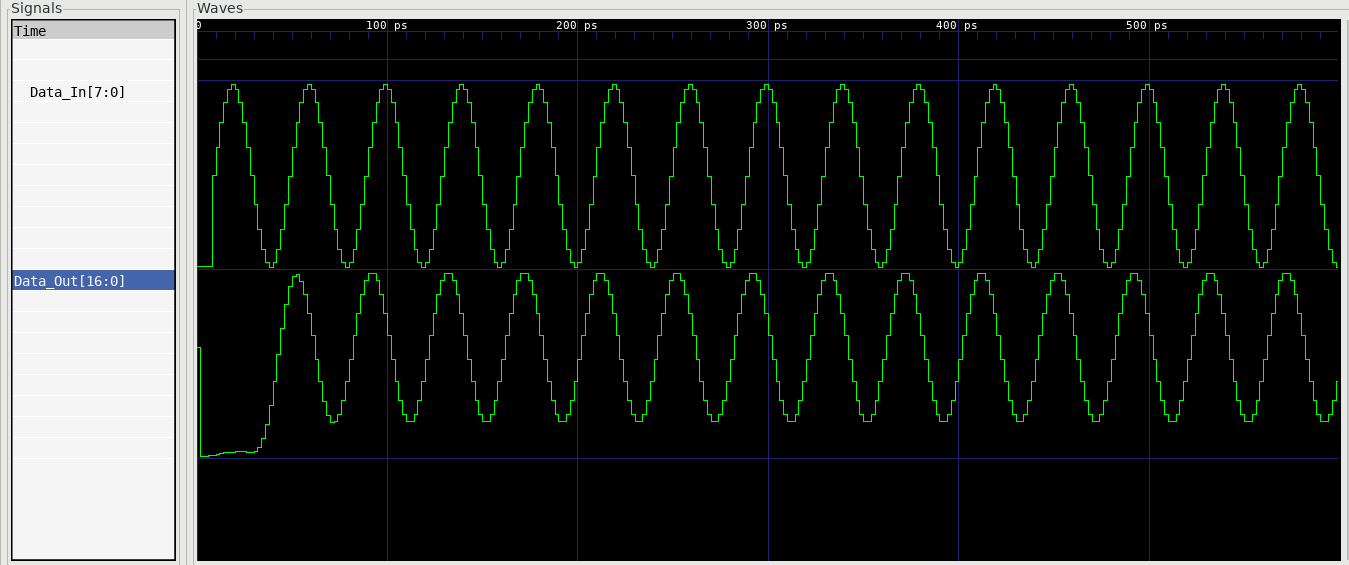 Signals
Waves
Time
0 100 ps 200 ps 300 ps 400 ps 500 ps
Data_In[7:0]
Data_Out[16:0]